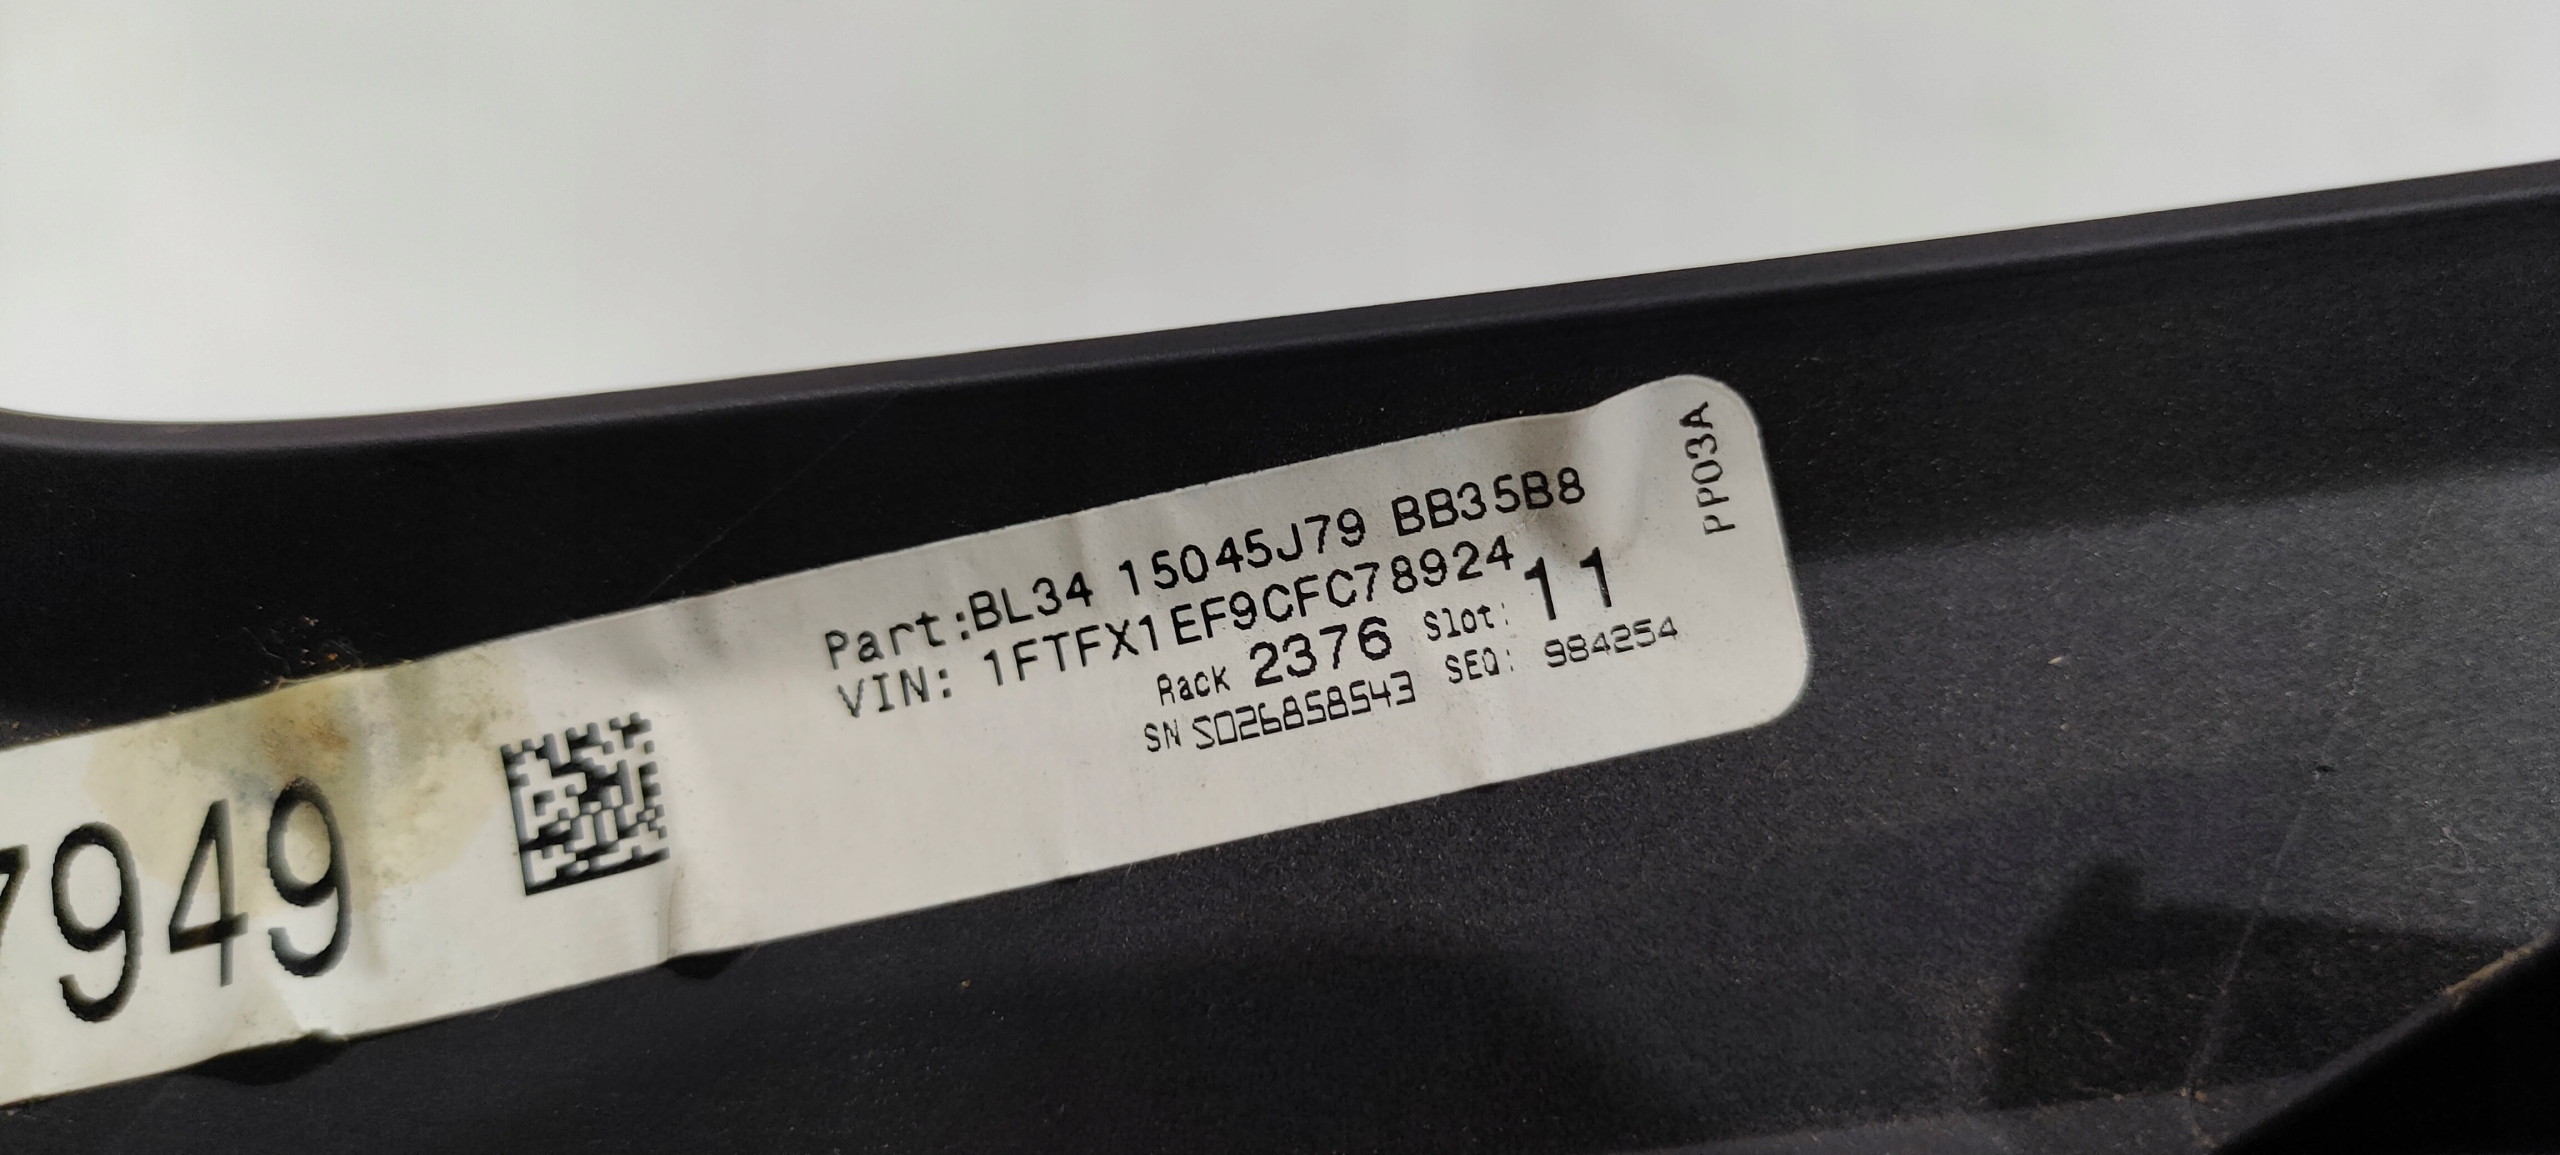 Part:BL34 15045J79 BB35B8
VIN: 1FTFX1EF9CFC78924
Rack 2376 Slot: 11
SN S026858543 SEQ: 984254
PP03A
7949